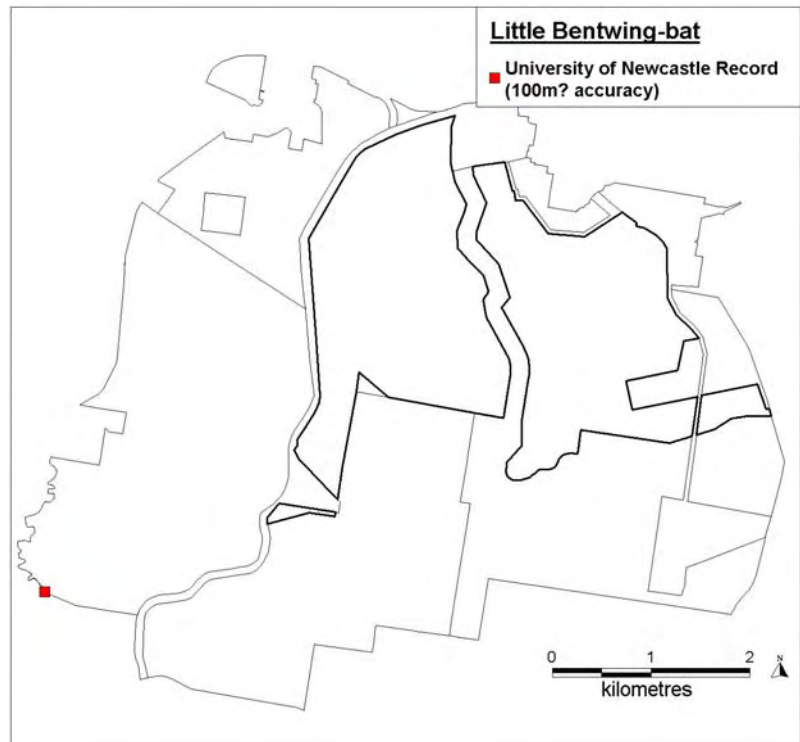 Little Bentwing-bat
University of Newcastle Record
(100m? accuracy)
N
0 1 2
kilometres